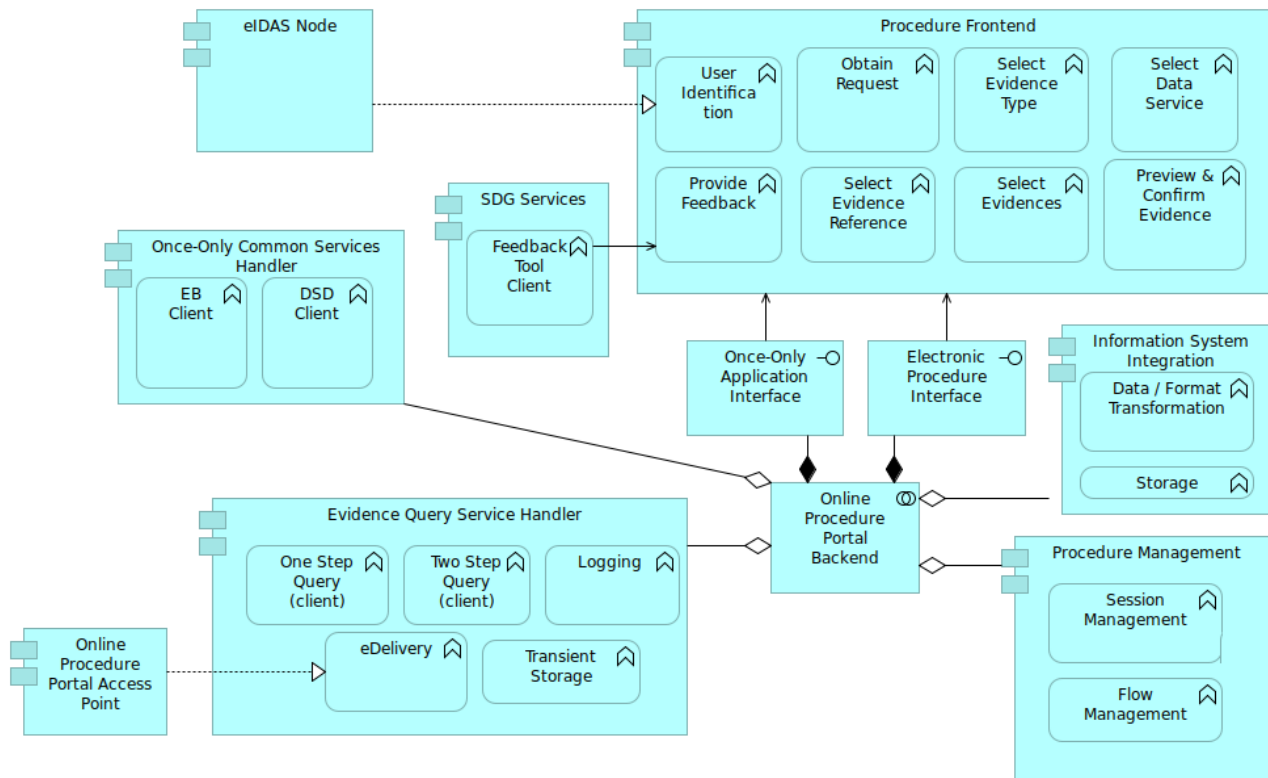 eIDAS Node
Procedure Frontend
User
Identifica
tion
Obtain
Request
Select
Evidence
Type
Select
Data
Service
Provide
Feedback
Select
Evidence
Reference
Select
Evidences
Preview &
Confirm
Evidence
SDG Services
Feedback
Tool
Client
Once-Only Common Services
Handler
EB
Client
DSD
Client
Once-Only
Application
Interface
Electronic
Procedure
Interface
Information System
Integration
Data / Format
Transformation
Storage
Online
Procedure
Portal
Backend
Evidence Query Service Handler
One Step
Query
(client)
Two Step
Query
(client)
Logging
eDelivery
Transient
Storage
Online
Procedure
Portal Access
Point
Procedure Management
Session
Management
Flow
Management